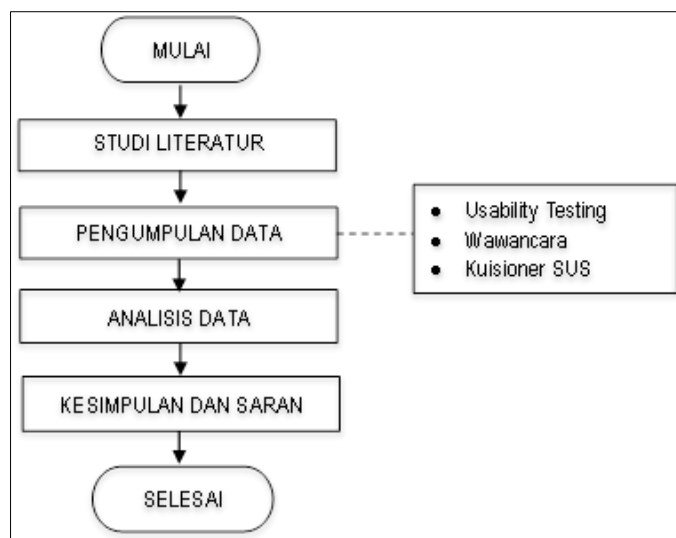 MULAI
STUDI LITERATUR
PENGUMPULAN DATA
● Usability Testing
● Wawancara
● Kuisioner SUS
ANALISIS DATA
KESIMPULAN DAN SARAN
SELESAI